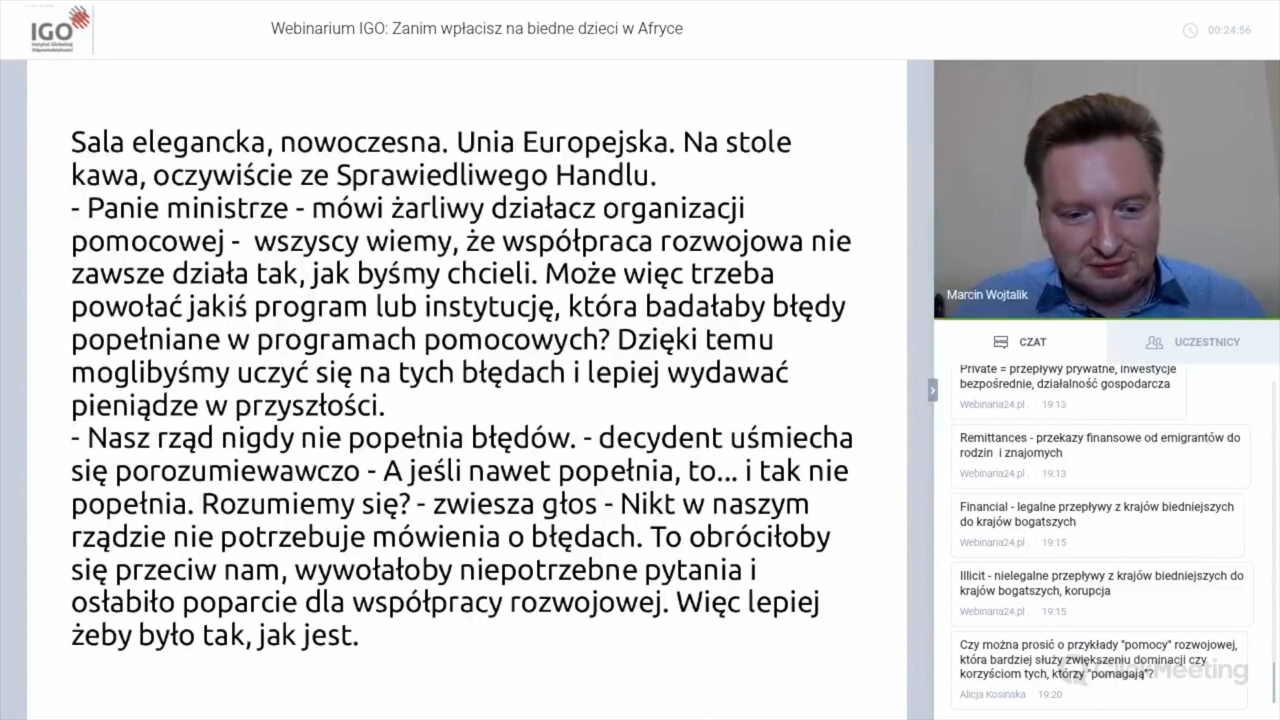 IGO
Instytut Globalnej
Odpowiedzialności
Webinarium IGO: Zanim wpłacisz na biedne dzieci w Afryce
00:24:56
Sala elegancka, nowoczesna. Unia Europejska. Na stole
kawa, oczywiście ze Sprawiedliwego Handlu.
- Panie ministrze - mówi żarliwy działacz organizacji
pomocowej -  wszyscy wiemy, że współpraca rozwojowa nie
zawsze działa tak, jak byśmy chcieli. Może więc trzeba
powołać jakiś program lub instytucję, która badałaby błędy
popełniane w programach pomocowych? Dzięki temu
moglibyśmy uczyć się na tych błędach i lepiej wydawać
pieniądze w przyszłości.
- Nasz rząd nigdy nie popełnia błędów. - decydent uśmiecha
się porozumiewawczo - A jeśli nawet popełnia, to... i tak nie
popełnia. Rozumiemy się? - zwiesza głos - Nikt w naszym
rządzie nie potrzebuje mówienia o błędach. To obróciłoby
się przeciw nam, wywołałoby niepotrzebne pytania i
osłabiło poparcie dla współpracy rozwojowej. Więc lepiej
żeby było tak, jak jest.
Marcin Wojtalik
CZAT
UCZESTNICY
Private = przepływy prywatne, inwestycje
bezpośrednie, działalność gospodarcza
Webinaria24.pl . 19:13
Remittances - przekazy finansowe od emigrantów do
rodzin i znajomych
Webinaria24.pl . 19:13
Financial - legalne przepływy z krajów biedniejszych
do krajów bogatszych
Webinaria24.pl . 19:15
Illicit - nielegalne przepływy z krajów biedniejszych do
krajów bogatszych, korupcja
Webinaria24.pl . 19:15
Czy można prosić o przykłady "pomocy" rozwojowej,
która bardziej służy zwiększeniu dominacji czy
korzyściom tych, którzy "pomagają"?
Alicja Kosinska 19:20
ClickMeeting